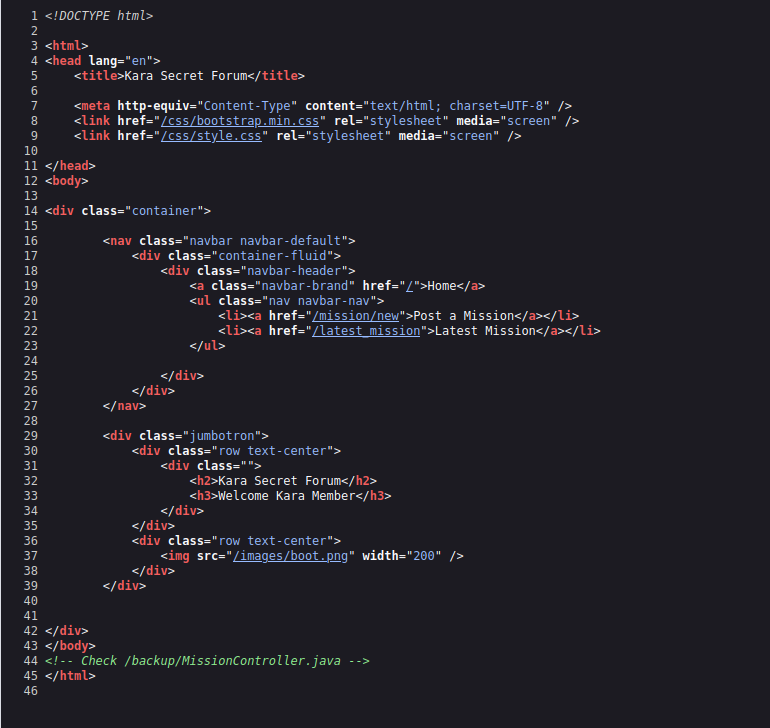 1 <!DOCTYPE html>
2
3 <html>
4 <head lang="en">
5     <title>Kara Secret Forum</title>
6
7     <meta http-equiv="Content-Type" content="text/html; charset=UTF-8" />
8     <link href="/css/bootstrap.min.css" rel="stylesheet" media="screen" />
9     <link href="/css/style.css" rel="stylesheet" media="screen" />
10
11 </head>
12 <body>
13
14 <div class="container">
15
16         <nav class="navbar navbar-default">
17             <div class="container-fluid">
18                 <div class="navbar-header">
19                     <a class="navbar-brand" href="/">Home</a>
20                     <ul class="nav navbar-nav">
21                         <li><a href="/mission/new">Post a Mission</a></li>
22                         <li><a href="/latest_mission">Latest Mission</a></li>
23                     </ul>
24
25                 </div>
26             </div>
27         </nav>
28
29         <div class="jumbotron">
30             <div class="row text-center">
31                 <div class="">
32                     <h2>Kara Secret Forum</h2>
33                     <h3>Welcome Kara Member</h3>
34                 </div>
35             </div>
36             <div class="row text-center">
37                 <img src="/images/boot.png" width="200" />
38             </div>
39         </div>
40
41
42 </div>
43 </body>
44 <!-- Check /backup/MissionController.java -->
45 </html>
46